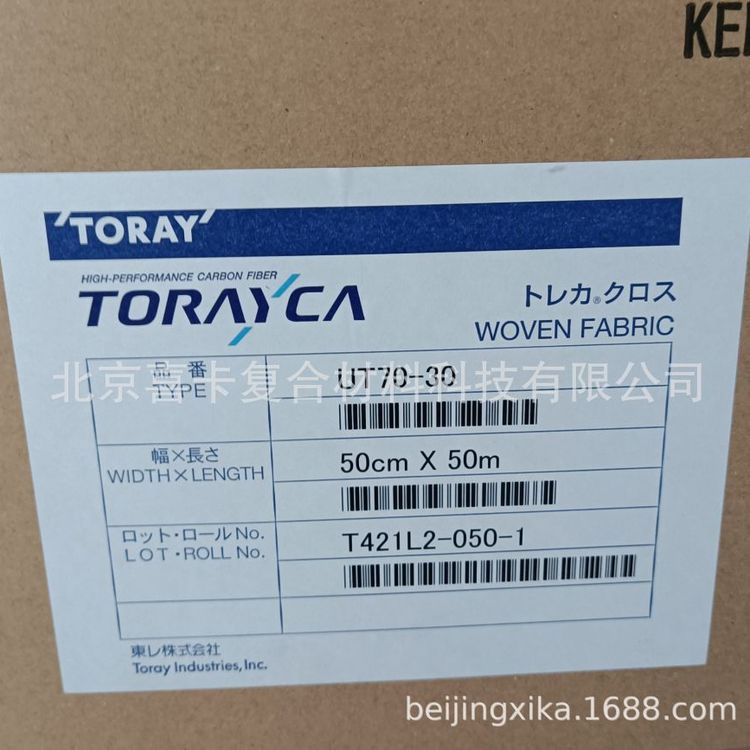 KE
TORAY
HIGH-PERFORMANCE CARBON FIBER
TORAYCA
トレカ®クロス
WOVEN FABRIC
品 番
TYPE
UT70-30
北京喜卡复合材料科技有限公司
幅×長さ
WIDTH×LENGTH
50cm X 50m
ロット・ロールNo.
LOT・ROLL No.
T421L2-050-1
東レ株式会社
Toray Industries, Inc.
beijingxika.1688.com